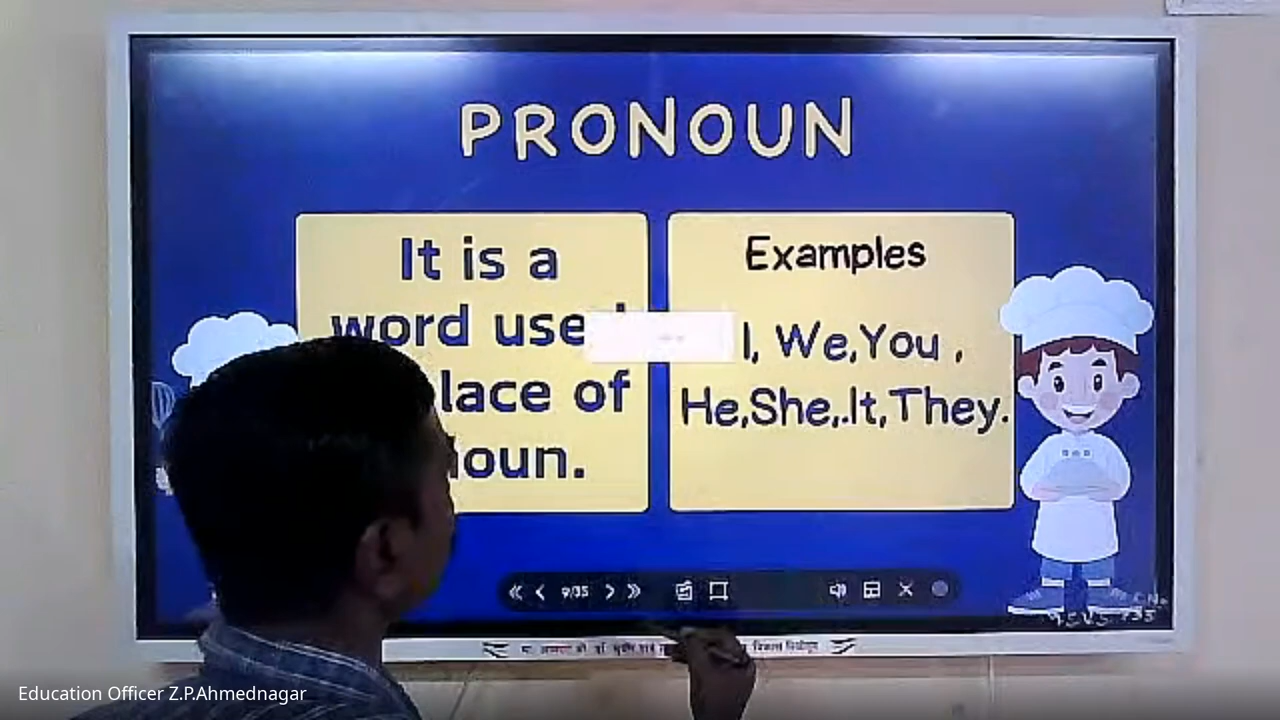 PRONOUN
It is a
word use
lace of
oun.
Examples
I, We,You ,
He,She,.It,They.
9/35
Education Officer Z.P.Ahmednagar